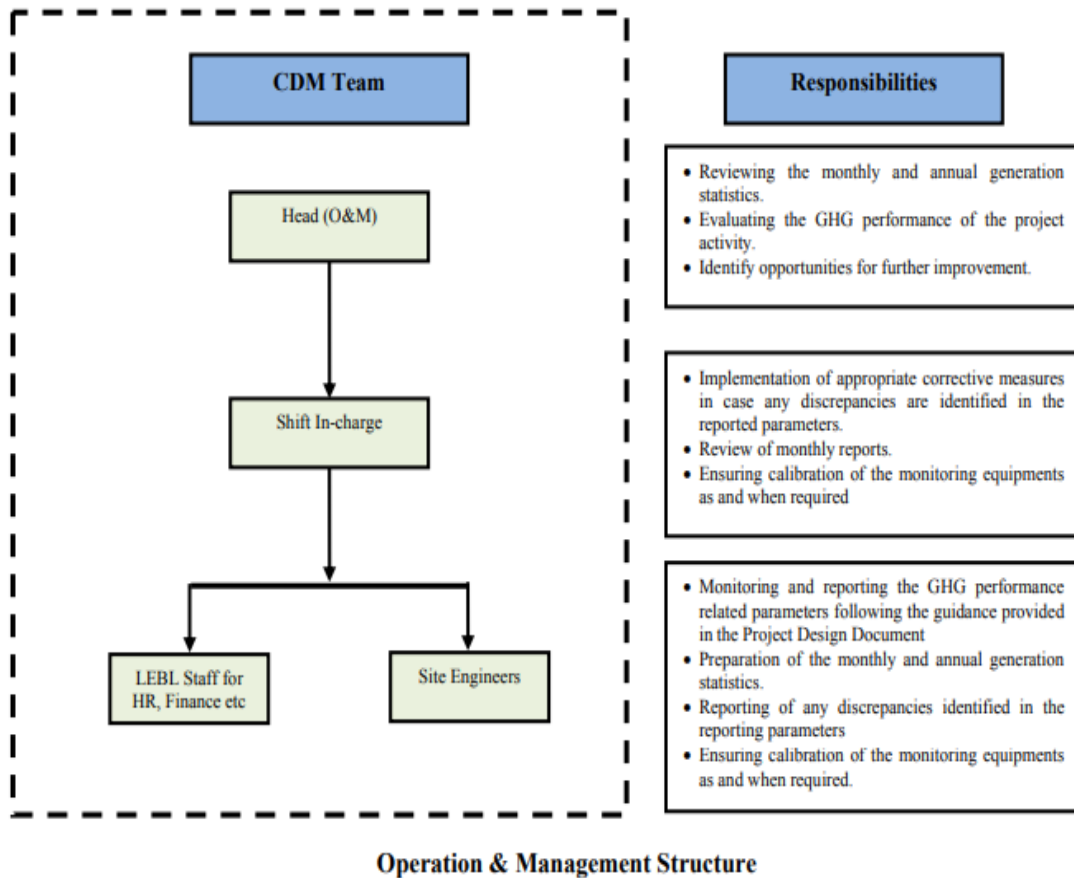 CDM Team
Head (O&M)
Shift In-charge
LEBL Staff for
HR, Finance etc
Site Engineers
Responsibilities
• Reviewing the monthly and annual generation
statistics.
• Evaluating the GHG performance of the project
activity.
• Identify opportunities for further improvement.
• Implementation of appropriate corrective measures
in case any discrepancies are identified in the
reported parameters.
• Review of monthly reports.
• Ensuring calibration of the monitoring equipments
as and when required
• Monitoring and reporting the GHG performance
related parameters following the guidance provided
in the Project Design Document
• Preparation of the monthly and annual generation
statistics.
• Reporting of any discrepancies identified in the
reporting parameters
• Ensuring calibration of the monitoring equipments
as and when required.
Operation & Management Structure